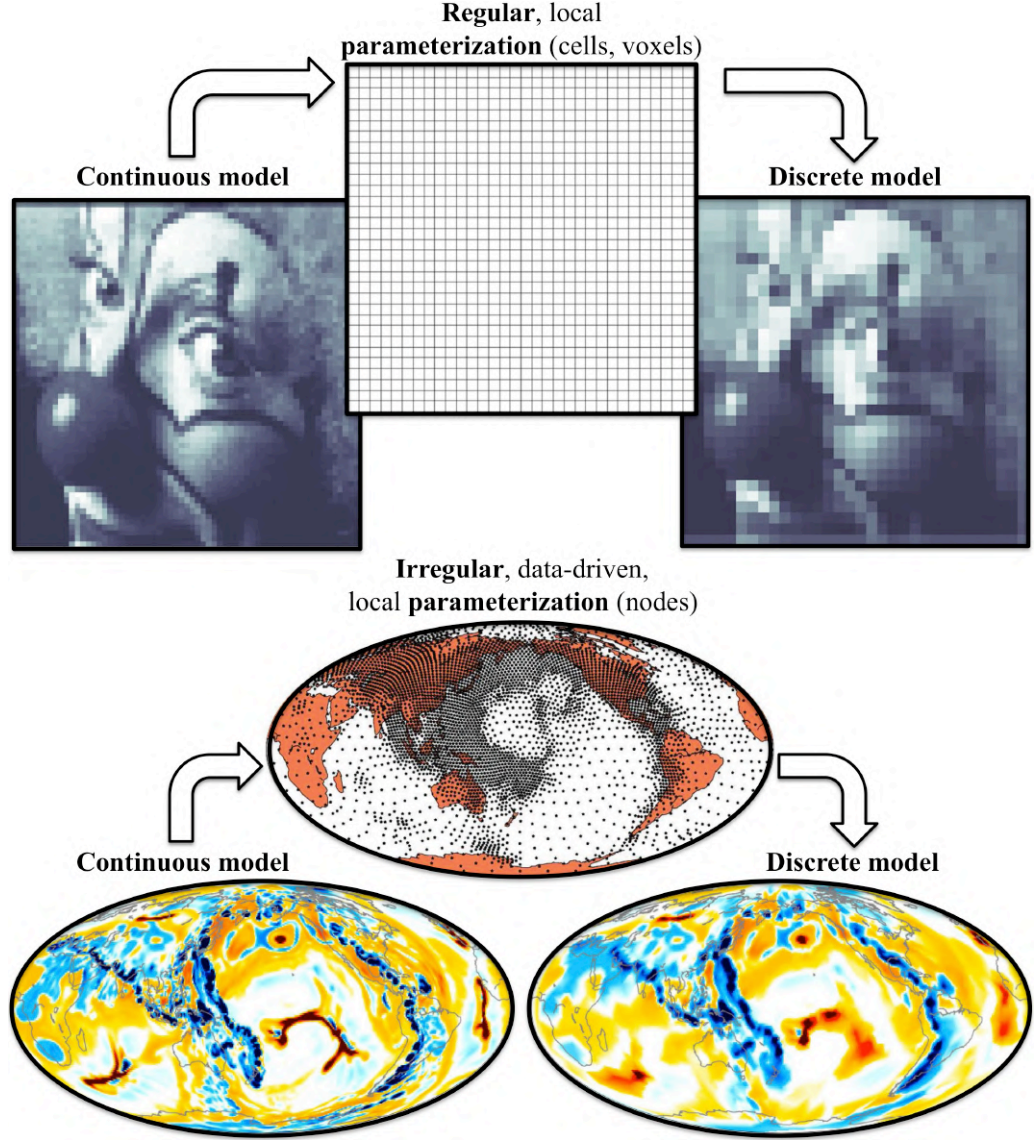 Regular, local
parameterization (cells, voxels)
Continuous model
Discrete model
Irregular, data-driven,
local parameterization (nodes)
Continuous model
Discrete model